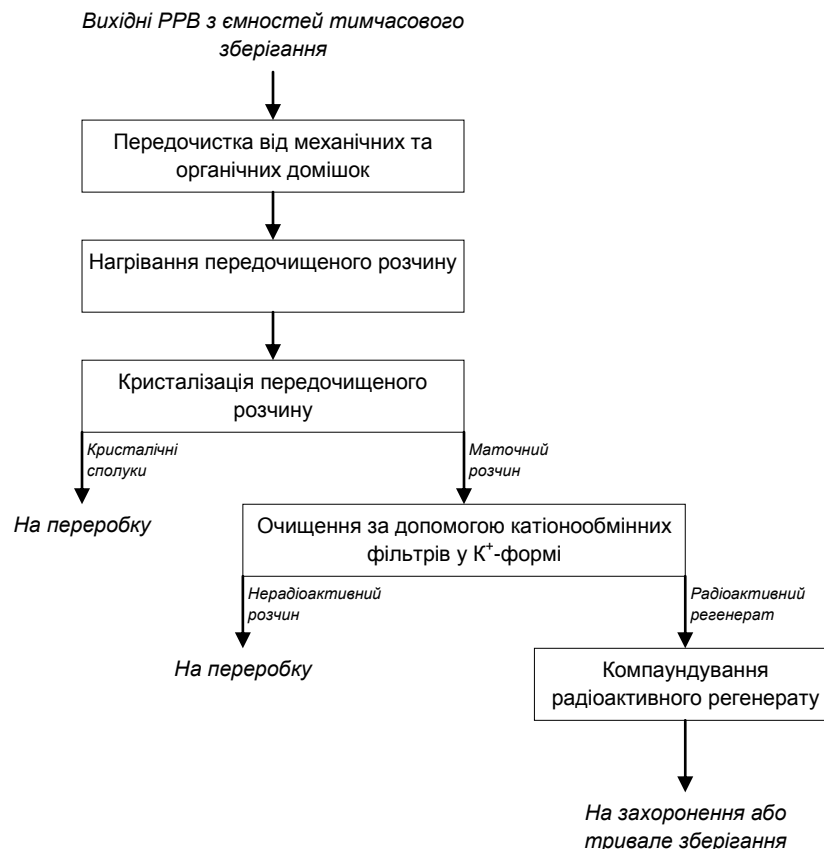 Вихідні РРВ з ємностей тимчасового
зберігання
Передочистка від механічних та
органічних домішок
Нагрівання передочищеного розчину
Кристалізація передочищеного
розчину
Кристалічні
сполуки
Маточний
розчин
На переробку
Очищення за допомогою катіонообмінних
фільтрів у К⁺-формі
Нерадіоактивний
розчин
Радіоактивний
регенерат
На переробку
Компаундування
радіоактивного регенерату
На захоронення або
тривале зберігання